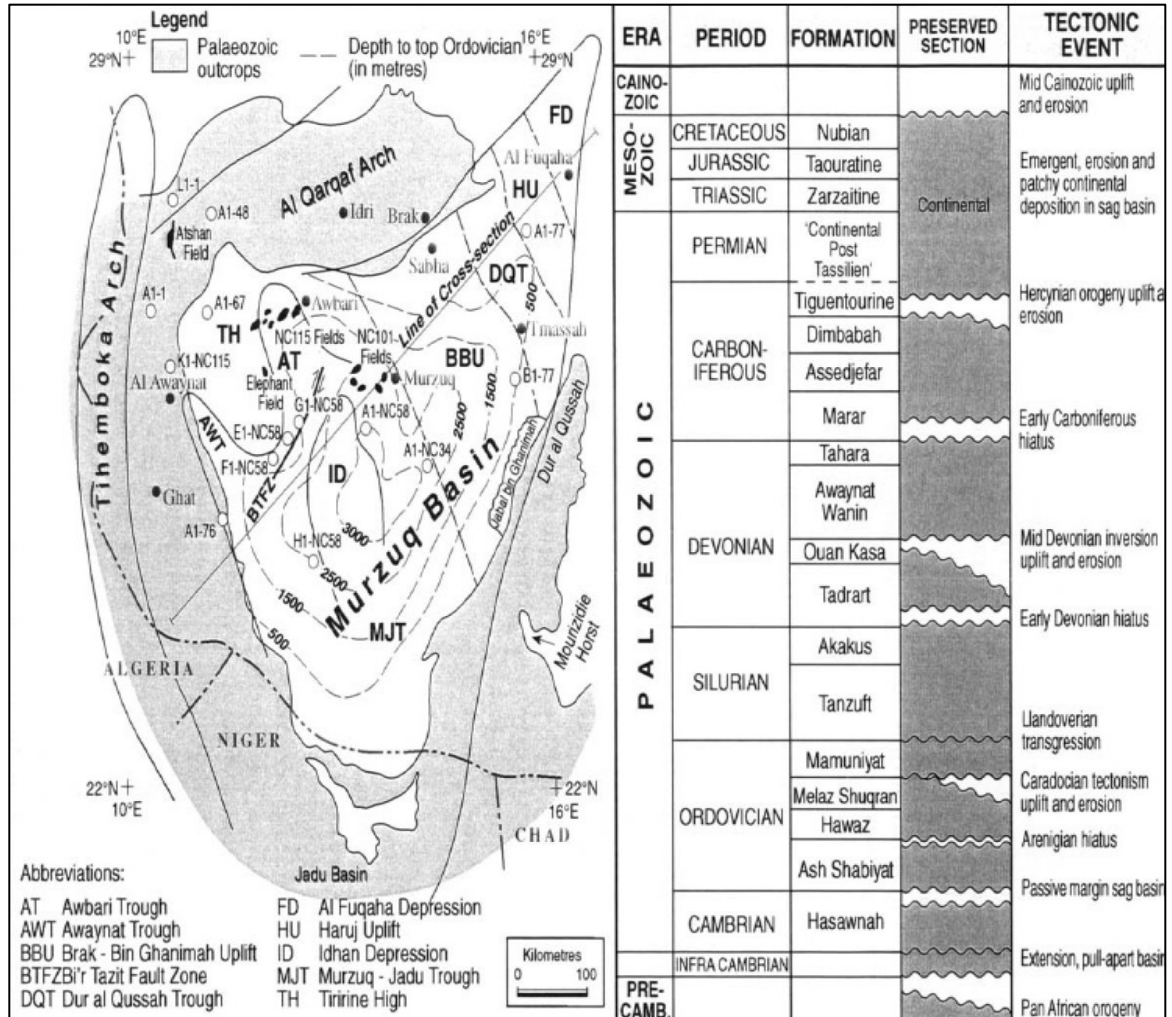 Legend
Palaeozoic
outcrops
Depth to top Ordovician
(in metres)
10°E
29°N
16°E
29°N
FD
Al Fuqaha
HU
Al Qarqaf Arch
L1-1
A1-48
Idri
Brak
Atshan
Field
A1-77
Sabha
Line of Cross-section
DQT
500
Tihemboka Arch
A1-1
A1-67
Awbari
TH
NC115 Fields
NC101
Fields
AT
Tmassah
BBU
K1-NC115
Al Awaynat
Elephant
Field
Murzuq
B1-77
1500
2500
G1-NC58
A1-NC58
AWT
E1-NC58
F1-NC58
A1-NC34
ID
Jabal bin Ghanimah
Dur al Qussah
Ghat
BTFZ
A1-76
3000
H1-NC58
2500
Murzuq Basin
1500
MJT
500
Mourizidie
Horst
ALGERIA
NIGER
CHAD
22°N
10°E
22°N
16°E
Jadu Basin
Abbreviations:
AT Awbari Trough
AWT Awaynat Trough
BBU Brak - Bin Ghanimah Uplift
BTFZBi'r Tazit Fault Zone
DQT Dur al Qussah Trough
FD Al Fuqaha Depression
HU Haruj Uplift
ID Idhan Depression
MJT Murzuq - Jadu Trough
TH Tiririne High
Kilometres
0 100
ERA PERIOD FORMATION PRESERVED SECTION TECTONIC EVENT
CAINO-
ZOIC
Mid Cainozoic uplift
and erosion
MESO-
ZOIC
CRETACEOUS Nubian
JURASSIC Taouratine
TRIASSIC Zarzaitine
Continental
Emergent, erosion and
patchy continental
deposition in sag basin
PALAEOZOIC
PERMIAN
'Continental
Post
Tassilien'
CARBON-
IFEROUS
Tiguentourine
Dimbabah
Assedjefar
Marar
Hercynian orogeny uplift a
erosion
Early Carboniferous
hiatus
DEVONIAN
Tahara
Awaynat
Wanin
Ouan Kasa
Tadrart
Mid Devonian inversion
uplift and erosion
Early Devonian hiatus
SILURIAN
Akakus
Tanzuft
Llandoverian
transgression
ORDOVICIAN
Mamuniyat
Melaz Shuqran
Hawaz
Ash Shabiyat
Caradocian tectonism
uplift and erosion
Arenigian hiatus
Passive margin sag basin
CAMBRIAN Hasawnah
INFRA CAMBRIAN
Extension, pull-apart basin
PRE-
CAMB.
Pan African orogeny